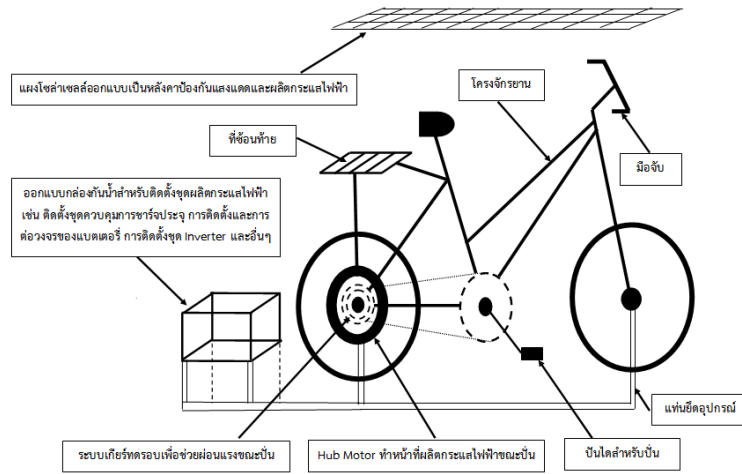 แผงโซล่าเซลล์ออกแบบเป็นหลังคาป้องกันแสงแดดและผลิตกระแสไฟฟ้า
โครงจักรยาน
ที่ซ้อนท้าย
มือจับ
ออกแบบกล่องกันน้ำสำหรับติดตั้งชุดผลิตกระแสไฟฟ้า
เช่น ติดตั้งชุดควบคุมการชาร์จประจุ การติดตั้งและการ
ต่อวงจรของแบตเตอรี่ การติดตั้งชุด Inverter และอื่นๆ
แท่นยึดอุปกรณ์
ระบบเกียร์ทดรอบเพื่อช่วยผ่อนแรงขณะปั่น
Hub Motor ทำหน้าที่ผลิตกระแสไฟฟ้าขณะปั่น
ปันไดสำหรับปั่น